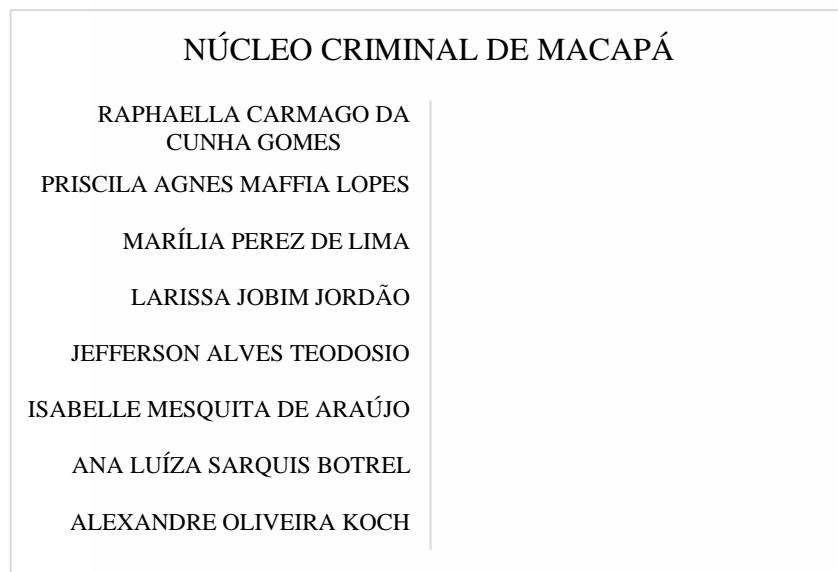 NÚCLEO CRIMINAL DE MACAPÁ
RAPHAELLA CARMAGO DA
CUNHA GOMES
PRISCILA AGNES MAFFIA LOPES
MARÍLIA PEREZ DE LIMA
LARISSA JOBIM JORDÃO
JEFFERSON ALVES TEODOSIO
ISABELLE MESQUITA DE ARAÚJO
ANA LUÍZA SARQUIS BOTREL
ALEXANDRE OLIVEIRA KOCH